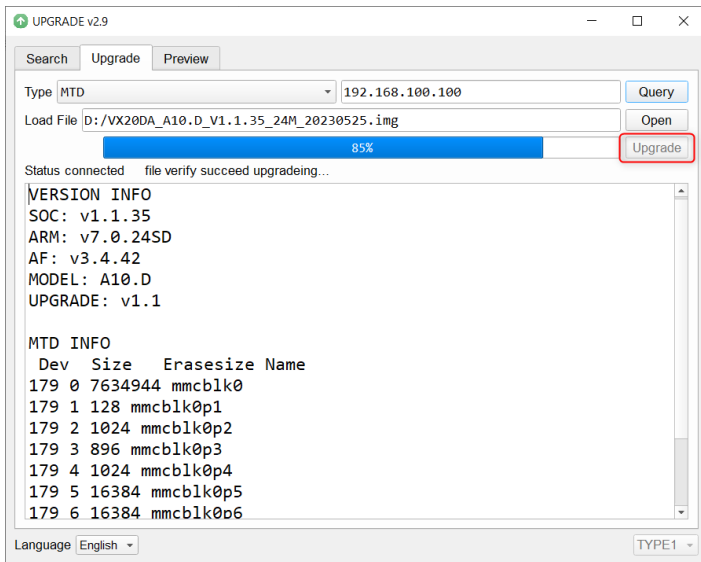 UPGRADE v2.9
Search Upgrade Preview
Type MTD 192.168.100.100 Query
Load File D:/VX20DA_A10.D_V1.1.35_24M_20230525.img Open
85% Upgrade
Status connected file verify succeed upgradeing...
VERSION INFO
SOC: v1.1.35
ARM: v7.0.24SD
AF: v3.4.42
MODEL: A10.D
UPGRADE: v1.1
MTD INFO
Dev Size Erasesize Name
179 0 7634944 mmcblk0
179 1 128 mmcblk0p1
179 2 1024 mmcblk0p2
179 3 896 mmcblk0p3
179 4 1024 mmcblk0p4
179 5 16384 mmcblk0p5
179 6 16384 mmcblk0p6
Language English TYPE1